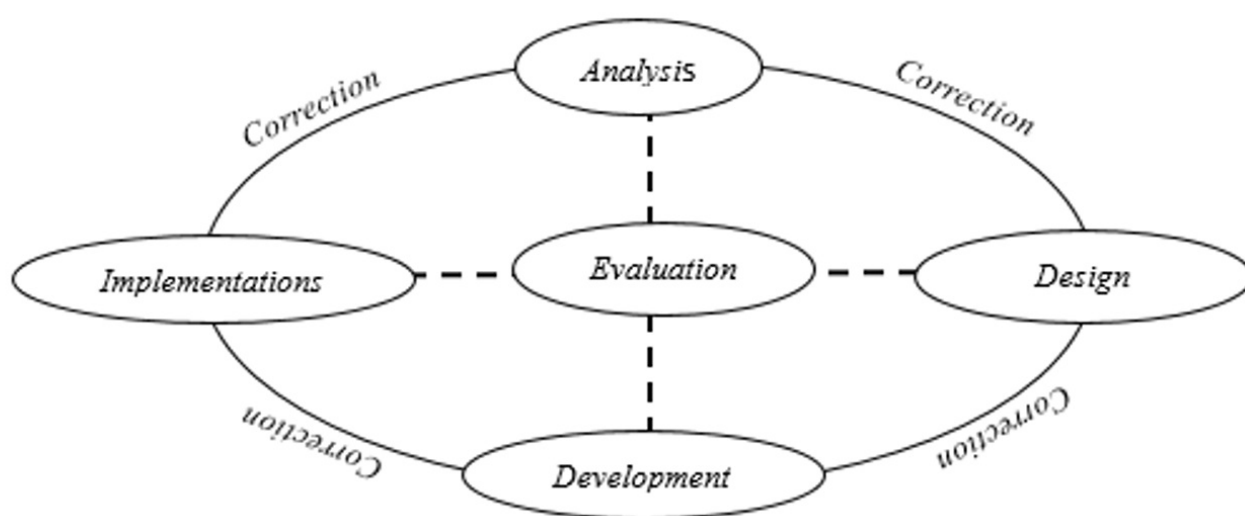 Analysis
Correction
Correction
Implementations
Evaluation
Design
Correction
Correction
Development